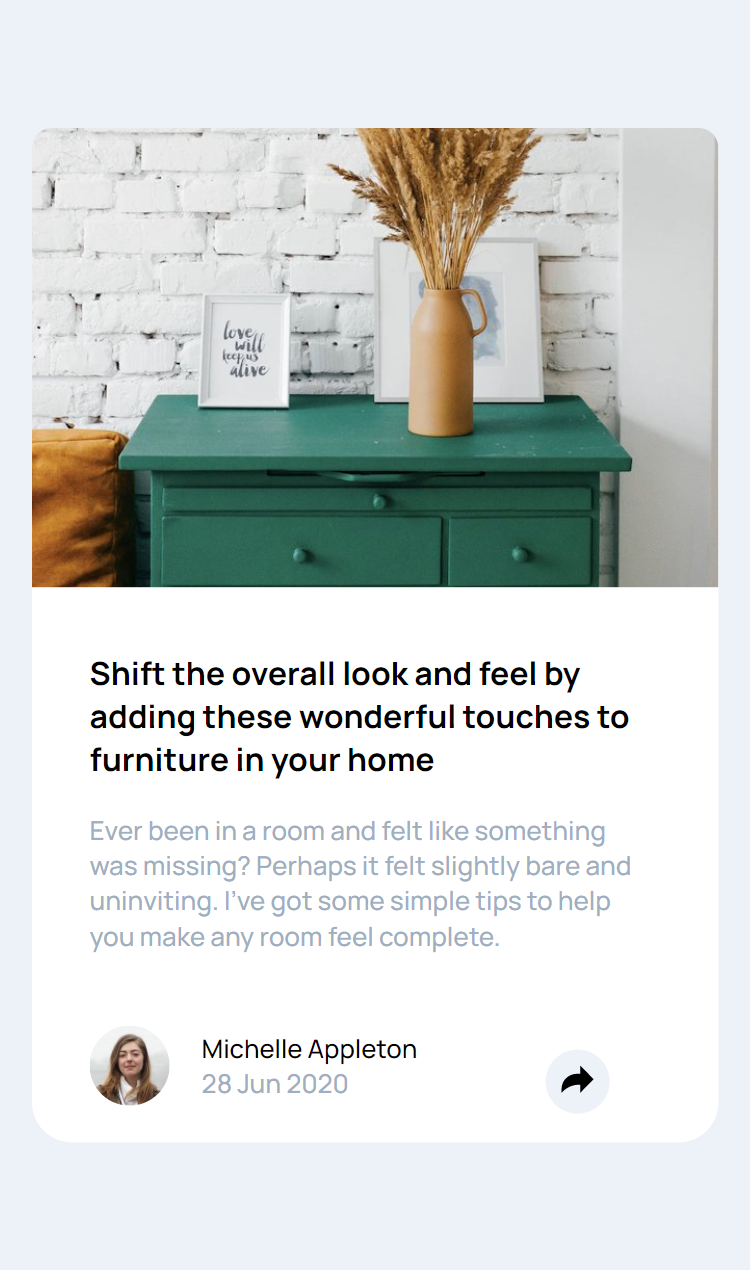 love
will
keep us
alive
Shift the overall look and feel by
adding these wonderful touches to
furniture in your home
Ever been in a room and felt like something
was missing? Perhaps it felt slightly bare and
uninviting. I’ve got some simple tips to help
you make any room feel complete.
Michelle Appleton
28 Jun 2020